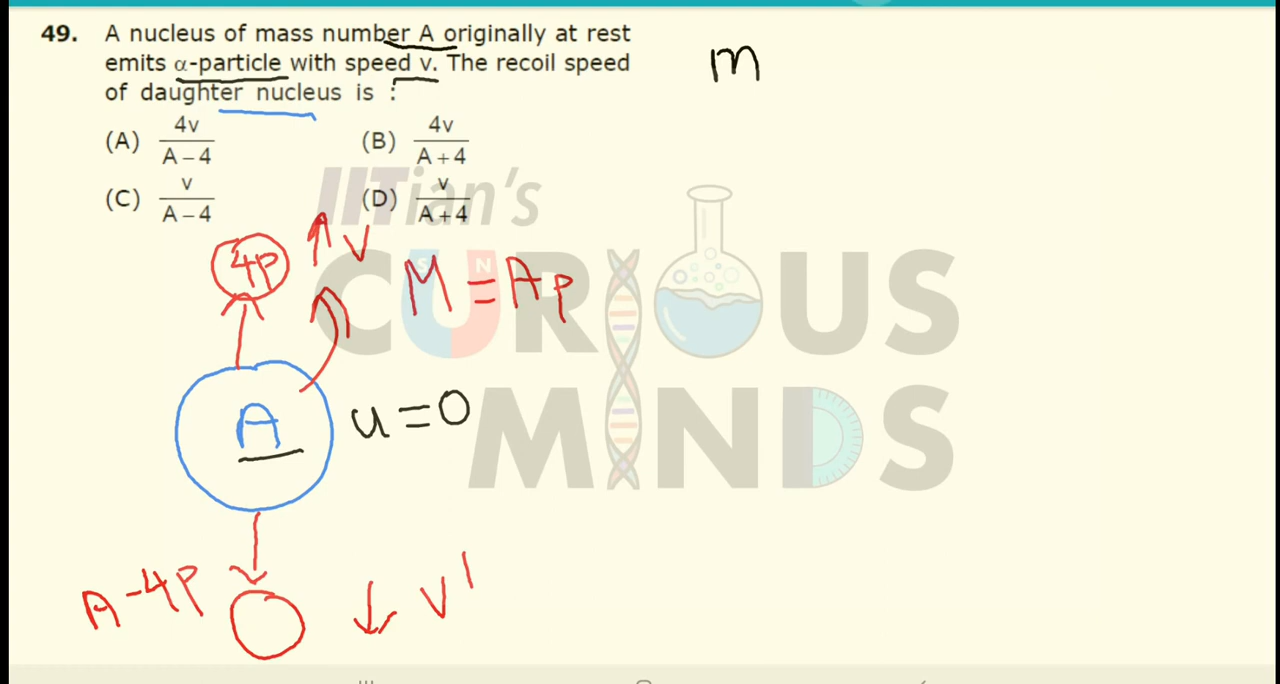 49. A nucleus of mass number A originally at rest
emits α-particle with speed v. The recoil speed
of daughter nucleus is :
m
(A) 4v / A – 4 (B) 4v / A + 4
(C) v / A – 4 (D) v / A + 4
IITian's
CURIOUS
MINDS
S N
4P ↑ V
M = Ap
A u = 0
A - 4P ↓ v'